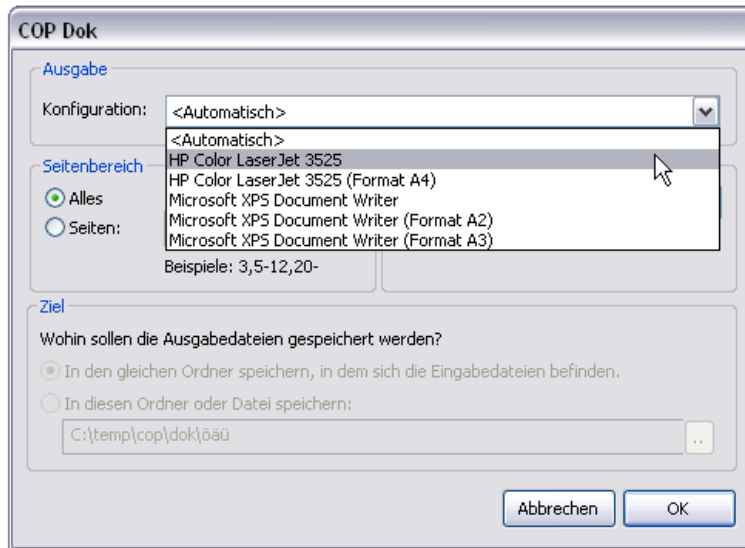 COP Dok
Ausgabe
Konfiguration:
<Automatisch>
<Automatisch>
HP Color LaserJet 3525
HP Color LaserJet 3525 (Format A4)
Microsoft XPS Document Writer
Microsoft XPS Document Writer (Format A2)
Microsoft XPS Document Writer (Format A3)
Seitenbereich
Alles
Seiten:
Beispiele: 3,5-12,20-
Ziel
Wohin sollen die Ausgabedateien gespeichert werden?
In den gleichen Ordner speichern, in dem sich die Eingabedateien befinden.
In diesen Ordner oder Datei speichern:
C:\temp\cop\dok\öäü
..
Abbrechen
OK